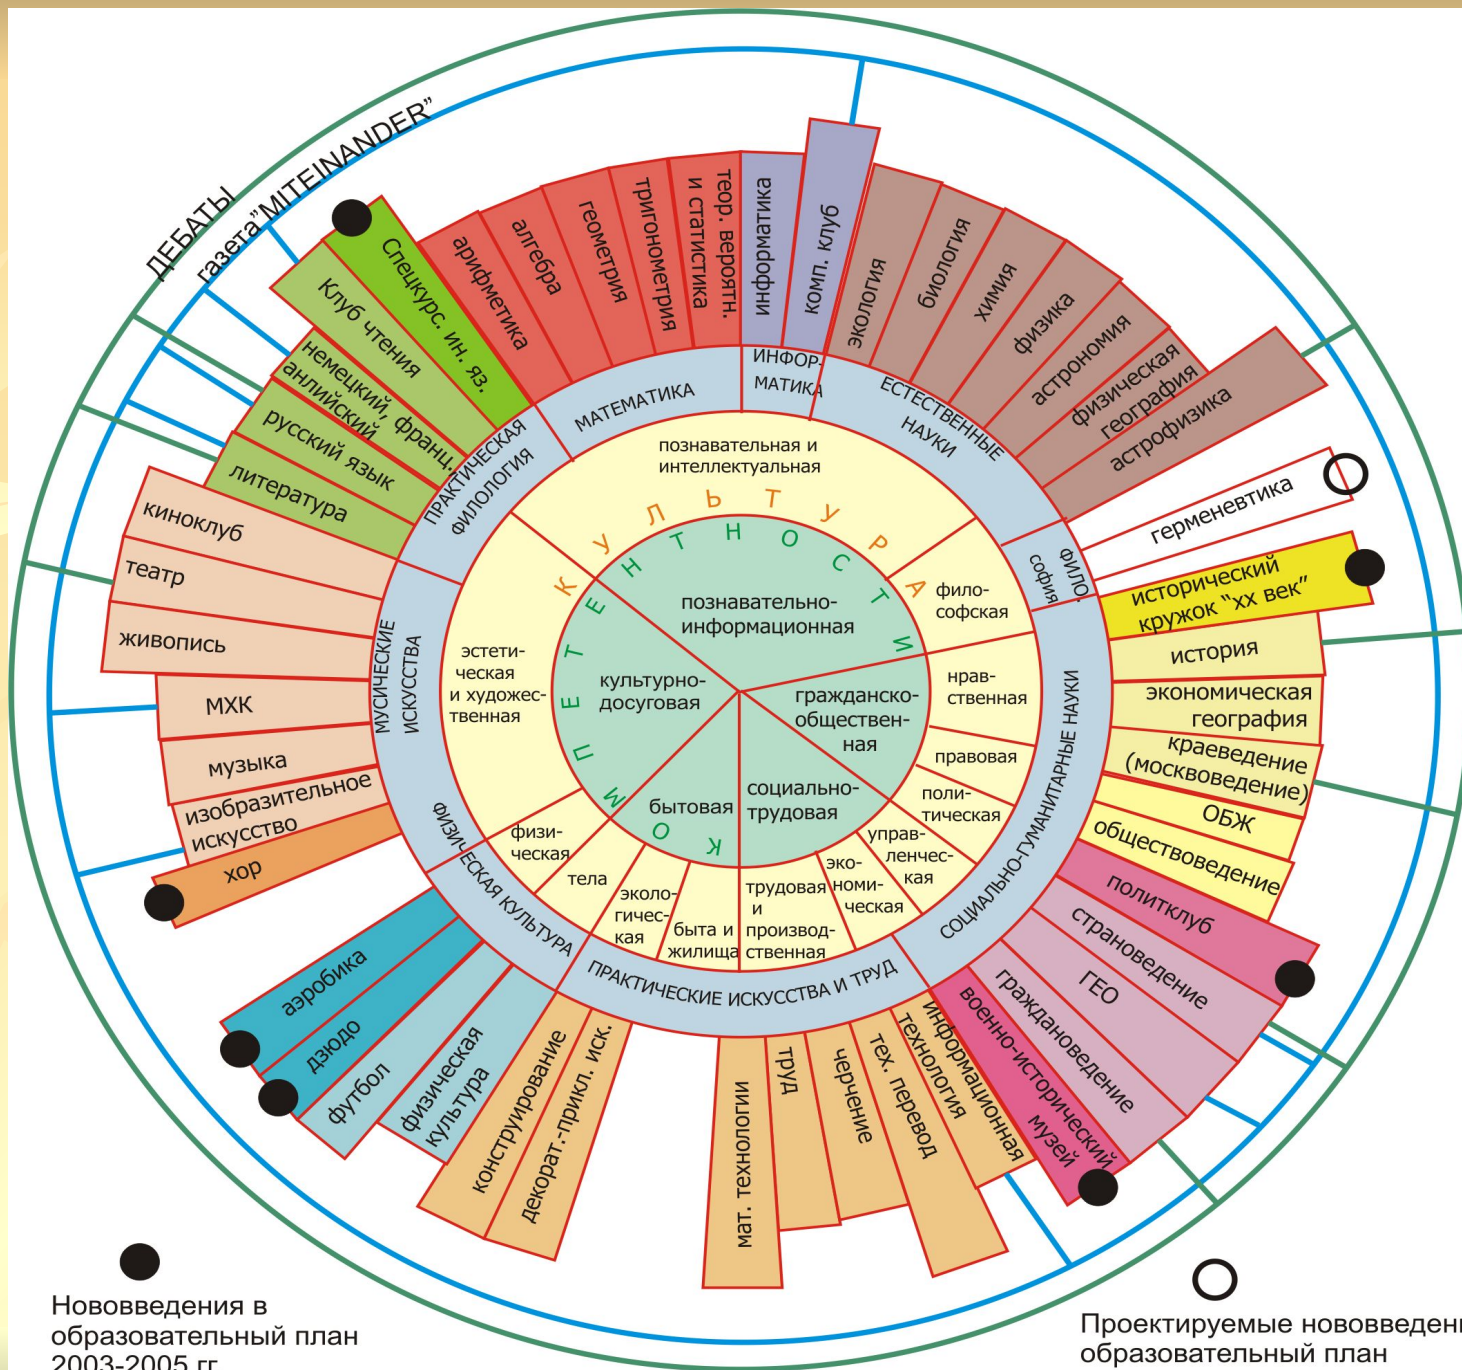 ДЕБАТЫ
газета"MITEINANDER"
Спецкурс. ин. яз.
Клуб чтения
немецкий, франц.
анлийский
русский язык
литература
арифметика
алгебра
геометрия
тригонометрия
теор. вероятн.
и статистика
информатика
комп. клуб
экология
биология
химия
физика
астрономия
физическая
география
астрофизика
герменевтика
исторический
кружок “хх век”
история
экономическая
география
краеведение
(москвоведение)
ОБЖ
обществоведение
политклуб
страноведение
ГЕО
граждановедение
военно-исторический
музей
информационная
технология
тех. перевод
черчение
труд
мат. технологии
декорат.-прикл. иск.
конструирование
физическая
культура
футбол
дзюдо
аэробика
хор
изобразительное
искусство
музыка
МХК
живопись
театр
киноклуб
ПРАКТИЧЕСКАЯ
ФИЛОЛОГИЯ
МАТЕМАТИКА
ИНФОР-
МАТИКА
ЕСТЕСТВЕННЫЕ
НАУКИ
ФИЛО-
софия
СОЦИАЛЬНО-ГУМАНИТАРНЫЕ НАУКИ
ПРАКТИЧЕСКИЕ ИСКУССТВА И ТРУД
ФИЗИЧЕСКАЯ КУЛЬТУРА
МУСИЧЕСКИЕ
ИСКУССТВА
познавательная и
интеллектуальная
КУЛЬТУРА
фило-
софская
нрав-
ственная
правовая
поли-
тическая
управ-
ленчес-
кая
эко-
номи-
ческая
трудовая
и
производ-
ственная
быта и
жилища
эколо-
гичес-
кая
тела
физи-
ческая
эстети-
ческая
и художес-
твенная
КОМПЕТЕНТНОСТИ
познавательно-
информационная
гражданско-
обществен-
ная
социально-
трудовая
бытовая
культурно-
досуговая
Нововведения в
образовательный план
2003-2005 гг
Проектируемые нововведен
образовательный план